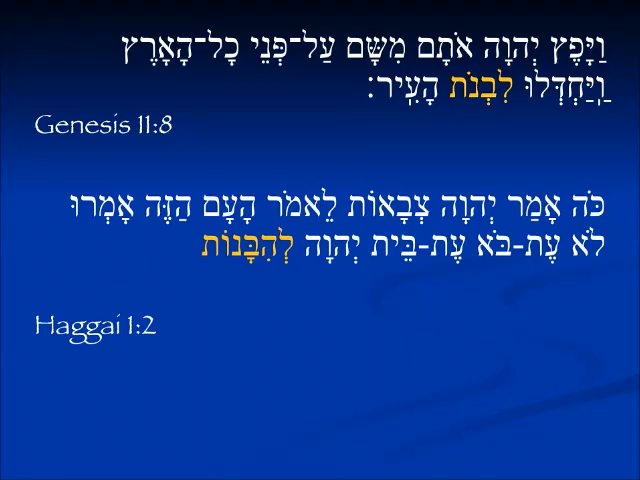 וַיָּפֶץ יְהוָה אֹתָם מִשָּׁם עַל־פְּנֵי כָל־הָאָרֶץ
וַיַּחְדְּלוּ לִבְנֹת הָעִיר׃
Genesis 11:8
כֹּה אָמַר יְהוָה צְבָאוֹת לֵאמֹר הָעָם הַזֶּה אָמְרוּ
לֹא עֶת-בֹּא עֶת-בֵּית יְהוָה לְהִבָּנוֹת
Haggai 1:2